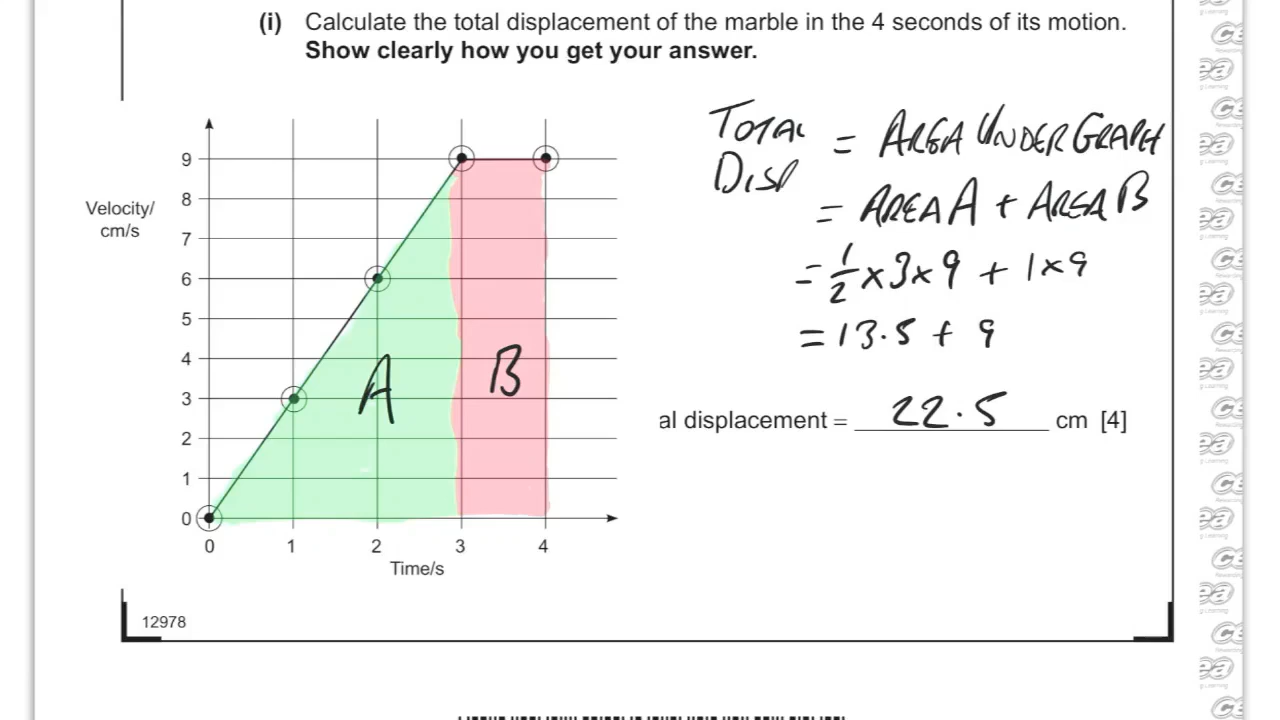 (i) Calculate the total displacement of the marble in the 4 seconds of its motion.
Show clearly how you get your answer.
Velocity/
cm/s
9
8
7
6
5
4
3
2
1
0
0 1 2 3 4
Time/s
A
B
TOTAL DISP = AREA UNDER GRAPH
= AREA A + AREA B
= 1/2 x 3 x 9 + 1 x 9
= 13.5 + 9
al displacement = 22.5 cm [4]
12978